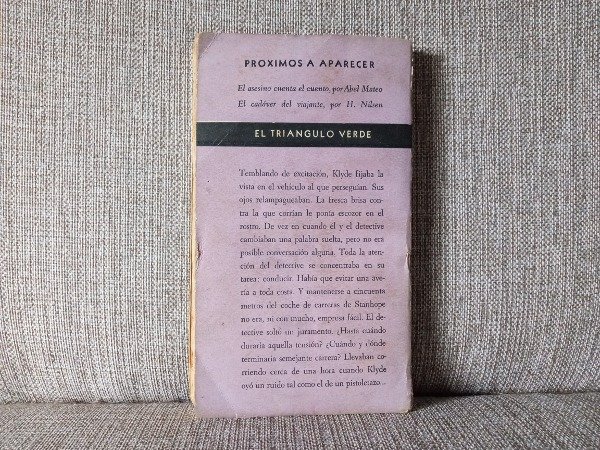 PROXIMOS A APARECER
El asesino cuenta el cuento, por Abel Mateo
El cadáver del viajante, por H. Nilsen
EL TRIANGULO VERDE
Temblando de excitación, Klyde fijaba la
vista en el vehículo al que perseguían. Sus
ojos relampagueaban. La fresca brisa con-
tra la que corrían le ponía escozor en el
rostro. De vez en cuando él y el detective
cambiaban una palabra suelta, pero no era
posible conversación alguna. Toda la aten-
ción del detective se concentraba en su
tarea: conducir. Había que evitar una ave-
ría a toda costa. Y mantenerse a cincuenta
metros del coche de carreras de Stanhope
no era, ni con mucho, empresa fácil. El de-
tective soltó un juramento. ¿Hasta cuándo
duraría aquella tensión? ¿Cuándo y dónde
terminaría semejante carrera? Llevaban co-
rriendo cerca de una hora cuando Klyde
oyó un ruido tal como el de un pistoletazo...